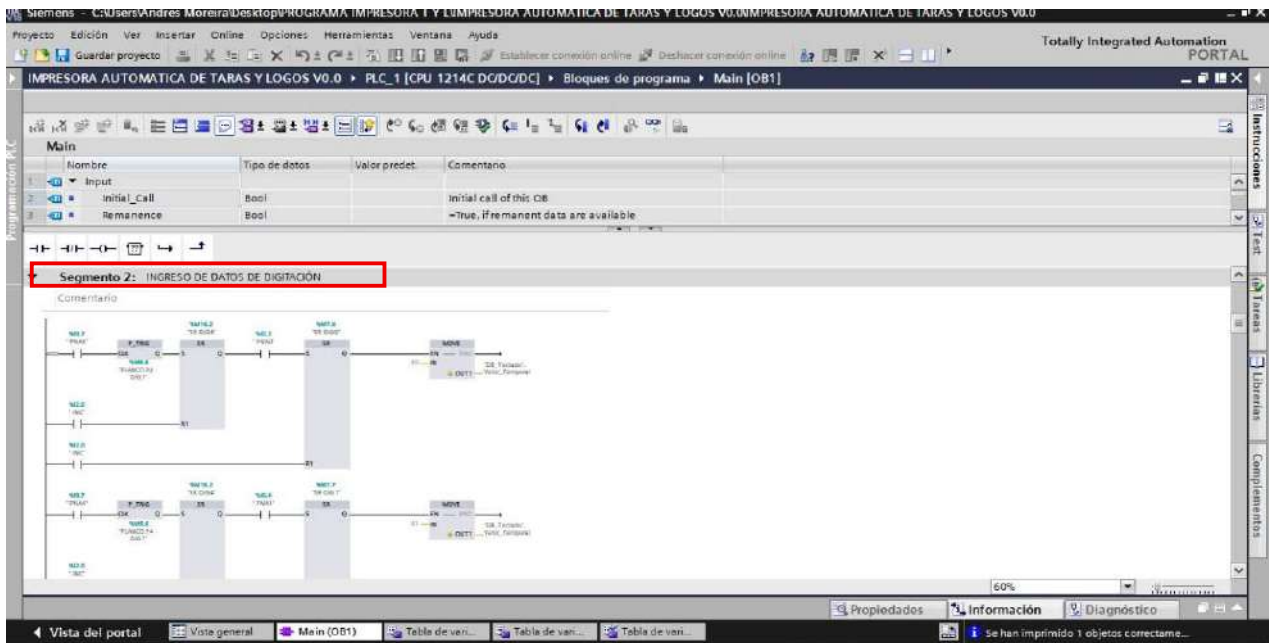 Siemens - C:\Users\Andres Moreira\Desktop\PROGRAMA IMPRESORA T Y L\IMPRESORA AUTOMATICA DE TARAS Y LOGOS V0.0\IMPRESORA AUTOMATICA DE TARAS Y LOGOS V0.0
Proyecto Edición Ver Insertar Online Opciones Herramientas Ventana Ayuda
Totally Integrated Automation
PORTAL
Guardar proyecto Establecer conexión online Deshacer conexión online
IMPRESORA AUTOMATICA DE TARAS Y LOGOS V0.0 PLC_1 [CPU 1214C DC/DC/DC] Bloques de programa Main [OB1]
Main
Nombre Tipo de datos Valor predet. Comentario
1 Input
2 Initial_Call Bool Initial call of this OB
3 Remanence Bool =True, if remanent data are available
Segmento 2: INGRESO DE DATOS DE DIGITACIÓN
Comentario
P_TRIG SR SR MOVE
CLK Q S Q S Q EN
IN
OUT1
R1
R1
P_TRIG SR SR MOVE
CLK Q S Q S Q EN
IN
OUT1
60%
Propiedades Información Diagnóstico
Vista del portal Vista general Main (OB1) Tabla de vari... Tabla de vari... Tabla de vari... Se han imprimido 1 objetos correctame...
Programación PLC
Instrucciones
Test
Tareas
Librerías
Complementos